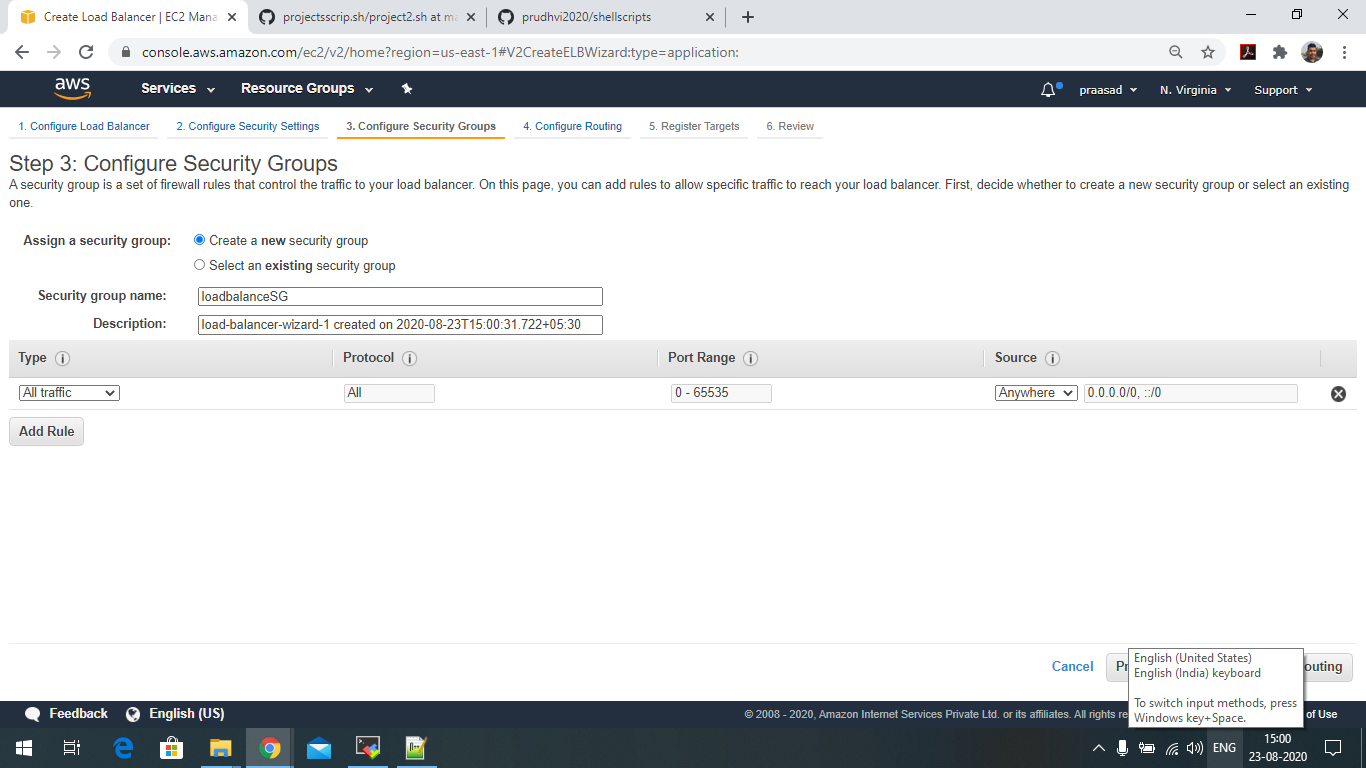 Create Load Balancer | EC2 Mana
projectsscrip.sh/project2.sh at ma
prudhvi2020/shellscripts
console.aws.amazon.com/ec2/v2/home?region=us-east-1#V2CreateELBWizard:type=application:
aws Services Resource Groups praasad N. Virginia Support
1. Configure Load Balancer 2. Configure Security Settings 3. Configure Security Groups 4. Configure Routing 5. Register Targets 6. Review
Step 3: Configure Security Groups
A security group is a set of firewall rules that control the traffic to your load balancer. On this page, you can add rules to allow specific traffic to reach your load balancer. First, decide whether to create a new security group or select an existing
one.
Assign a security group: Create a new security group
Select an existing security group
Security group name: loadbalanceSG
Description: load-balancer-wizard-1 created on 2020-08-23T15:00:31.722+05:30
Type Protocol Port Range Source
All traffic All 0 - 65535 Anywhere 0.0.0.0/0, ::/0
Add Rule
Cancel Pr outing
English (United States)
English (India) keyboard
To switch input methods, press
Windows key+Space.
Feedback English (US) © 2008 - 2020, Amazon Internet Services Private Ltd. or its affiliates. All rights re of Use
ENG
15:00
23-08-2020